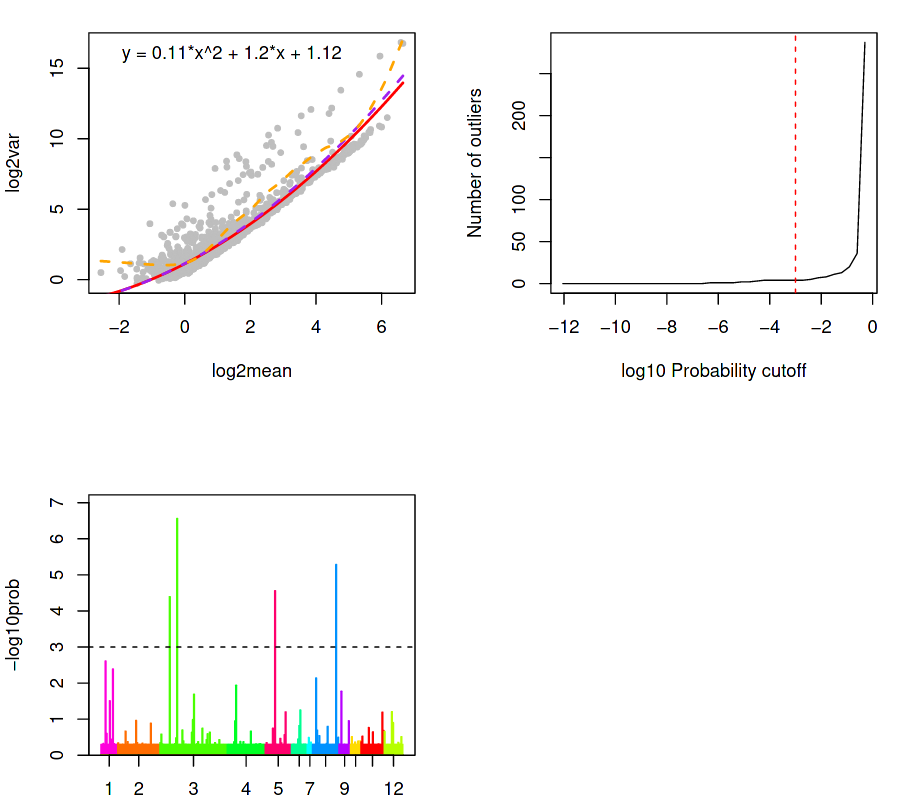 y = 0.11*x^2 + 1.2*x + 1.12
log2var
0 5 10 15
−2 0 2 4 6
log2mean
Number of outliers
0 50 100 200
−12 −10 −8 −6 −4 −2 0
log10 Probability cutoff
−log10prob
0 1 2 3 4 5 6 7
1 2 3 4 5 7 9 12